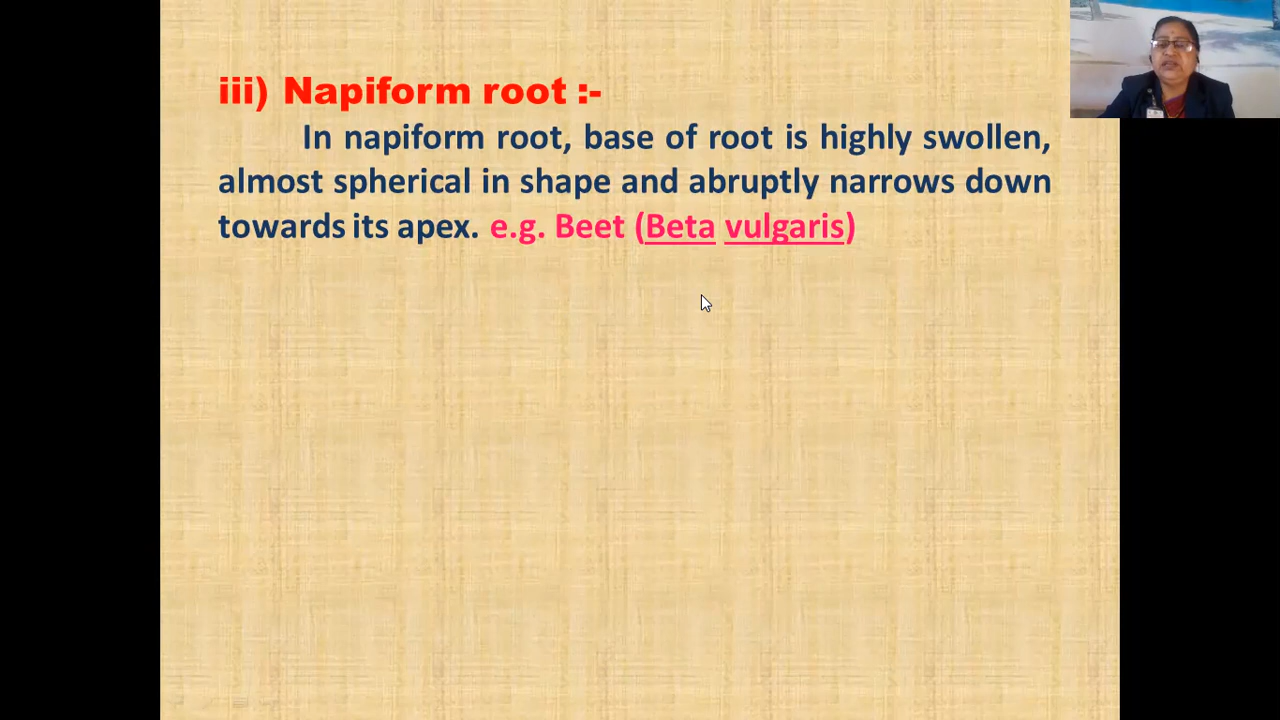 iii) Napiform root :-
In napiform root, base of root is highly swollen,
almost spherical in shape and abruptly narrows down
towards its apex. e.g. Beet (Beta vulgaris)